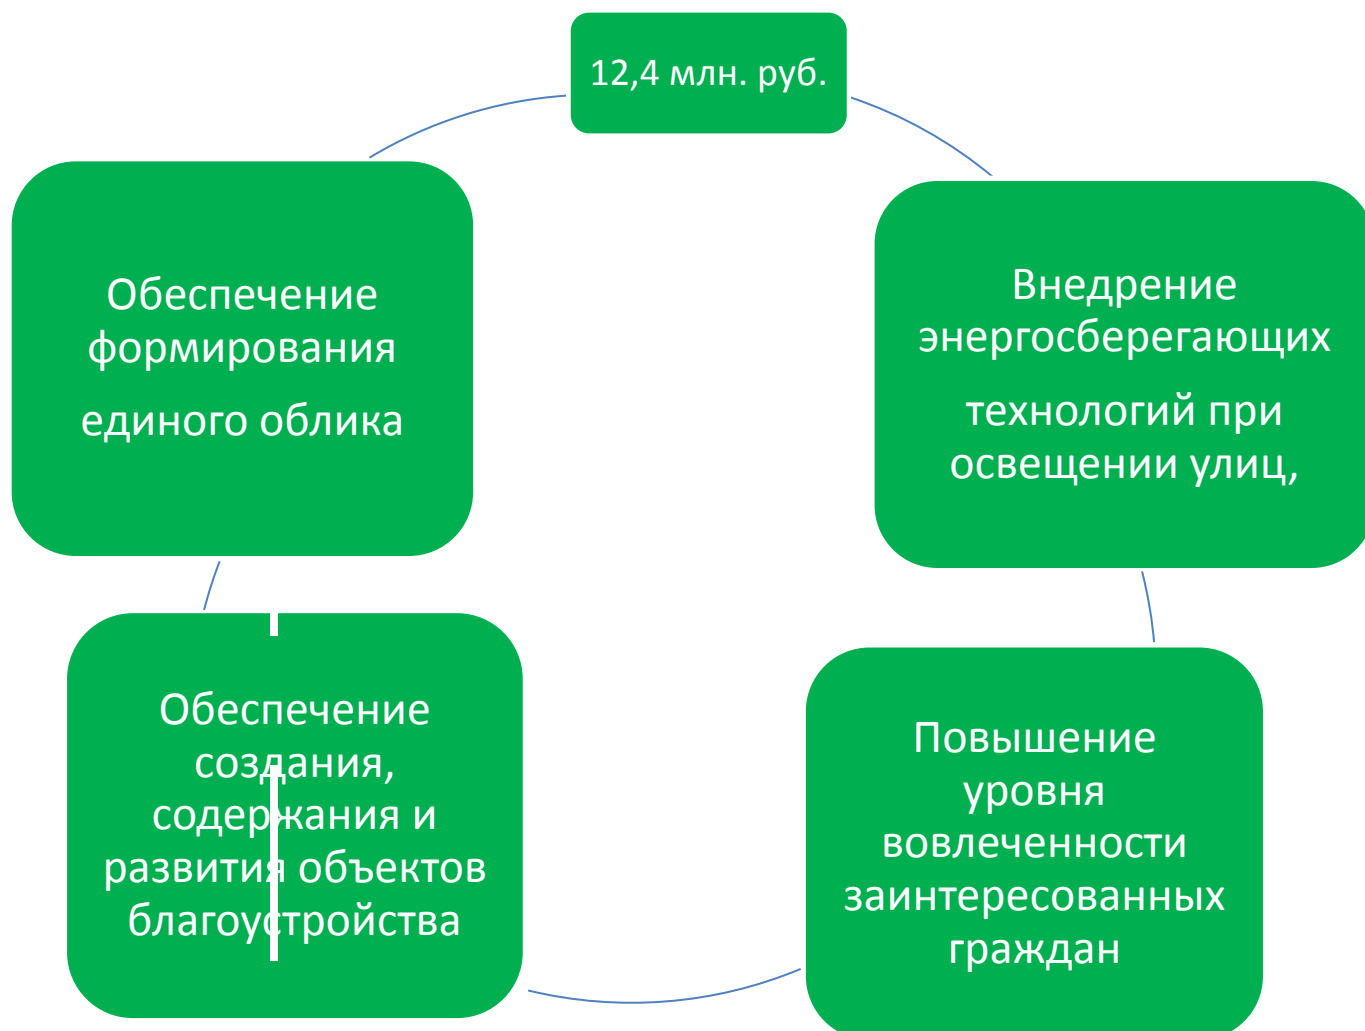 12,4 млн. руб.
Обеспечение
формирования
единого облика
Внедрение
энергосберегающих
технологий при
освещении улиц,
Обеспечение
создания,
содержания и
развития объектов
благоустройства
Повышение
уровня
вовлеченности
заинтересованных
граждан